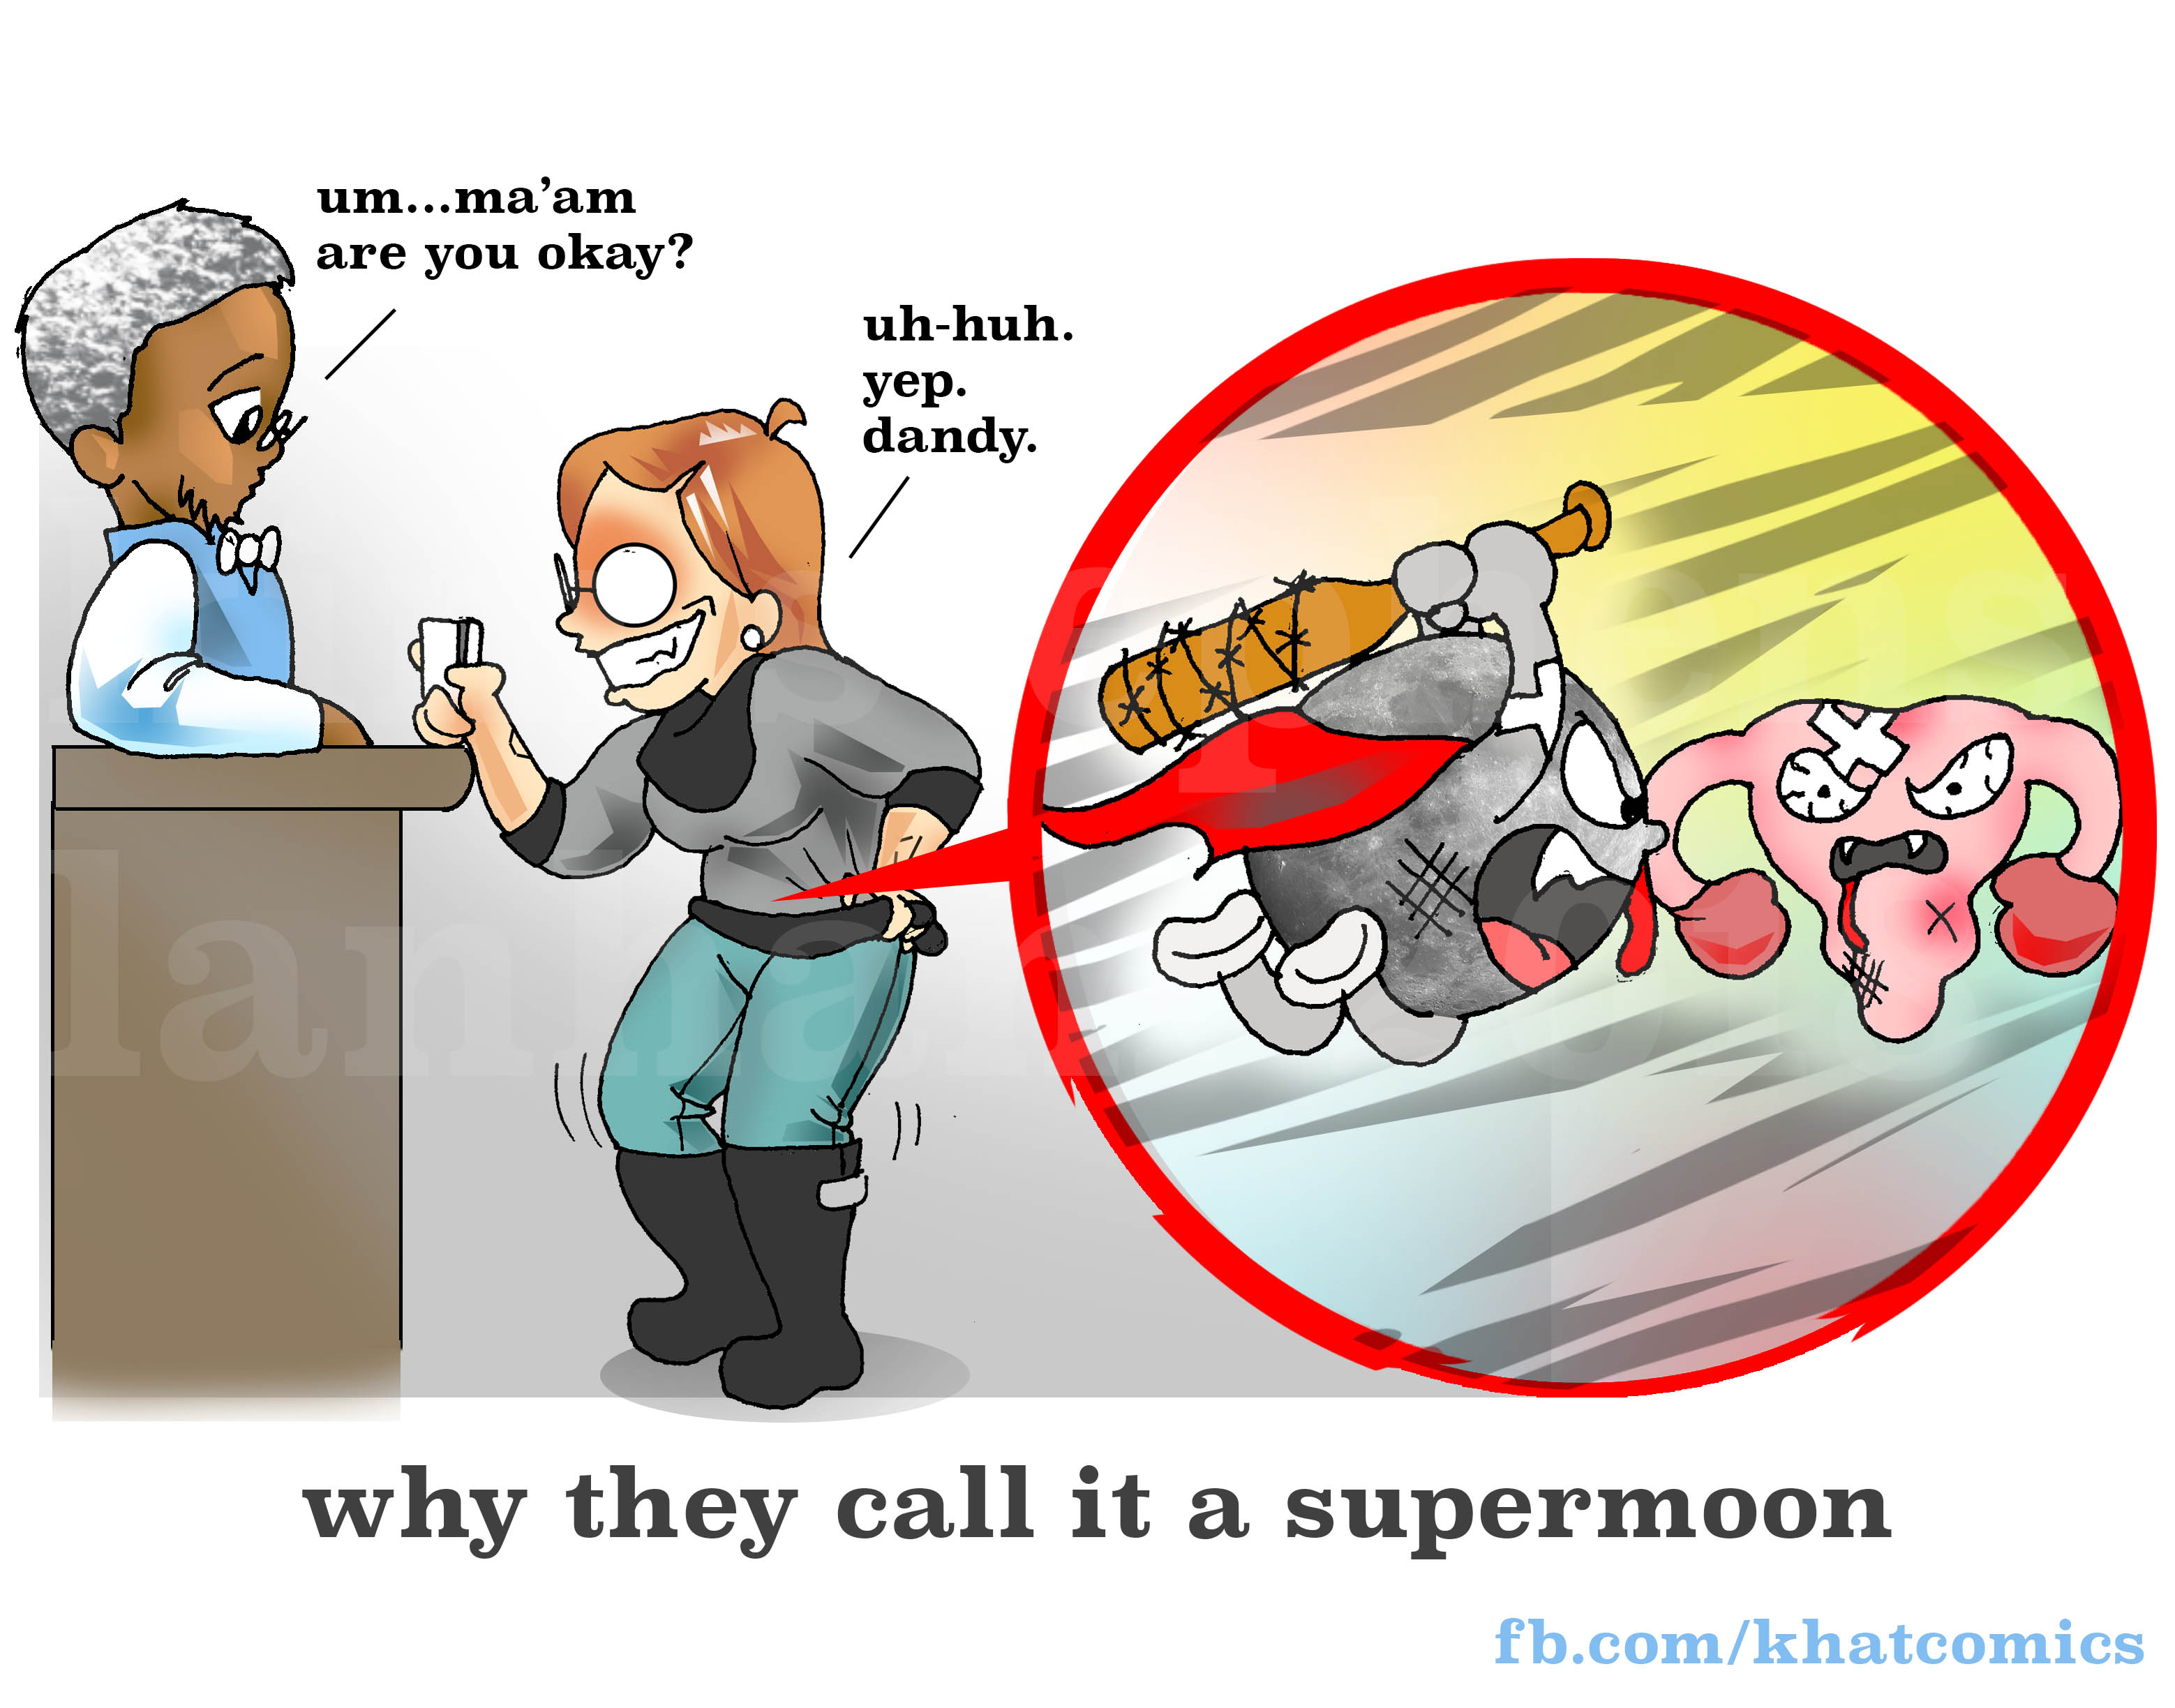 um...ma’am
are you okay?
uh-huh.
yep.
dandy.
why they call it a supermoon
fb.com/khatcomics